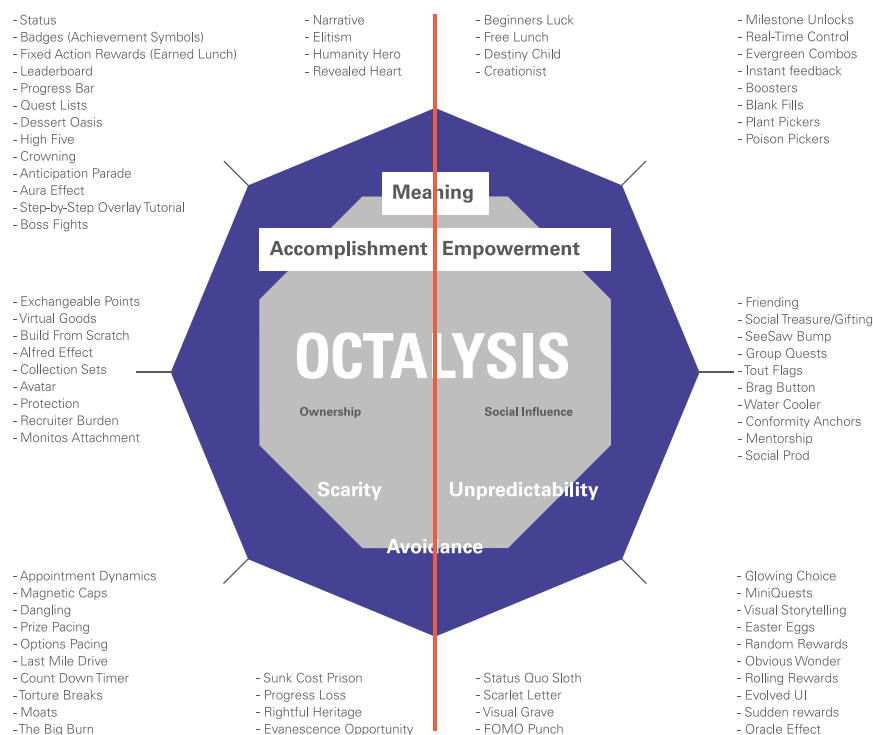 - Status
- Badges (Achievement Symbols)
- Fixed Action Rewards (Earned Lunch)
- Leaderboard
- Progress Bar
- Quest Lists
- Dessert Oasis
- High Five
- Crowning
- Anticipation Parade
- Aura Effect
- Step-by-Step Overlay Tutorial
- Boss Fights
- Narrative
- Elitism
- Humanity Hero
- Revealed Heart
- Beginners Luck
- Free Lunch
- Destiny Child
- Creationist
- Milestone Unlocks
- Real-Time Control
- Evergreen Combos
- Instant feedback
- Boosters
- Blank Fills
- Plant Pickers
- Poison Pickers
Meaning
Accomplishment Empowerment
- Exchangeable Points
- Virtual Goods
- Build From Scratch
- Alfred Effect
- Collection Sets
- Avatar
- Protection
- Recruiter Burden
- Monitos Attachment
OCTALYSIS
Ownership Social Influence
Scarity Unpredictability
Avoidance
- Friending
- Social Treasure/Gifting
- SeeSaw Bump
- Group Quests
- Tout Flags
- Brag Button
- Water Cooler
- Conformity Anchors
- Mentorship
- Social Prod
- Appointment Dynamics
- Magnetic Caps
- Dangling
- Prize Pacing
- Options Pacing
- Last Mile Drive
- Count Down Timer
- Torture Breaks
- Moats
- The Big Burn
- Sunk Cost Prison
- Progress Loss
- Rightful Heritage
- Evanescence Opportunity
- Status Quo Sloth
- Scarlet Letter
- Visual Grave
- FOMO Punch
- Glowing Choice
- MiniQuests
- Visual Storytelling
- Easter Eggs
- Random Rewards
- Obvious Wonder
- Rolling Rewards
- Evolved UI
- Sudden rewards
- Oracle Effect